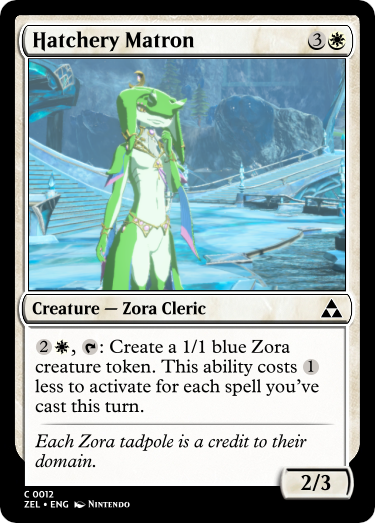 Hatchery Matron 3
Creature — Zora Cleric
2, : Create a 1/1 blue Zora
creature token. This ability costs 1
less to activate for each spell you've
cast this turn.
Each Zora tadpole is a credit to their
domain.
2/3
C 0012
ZEL • ENG Nintendo